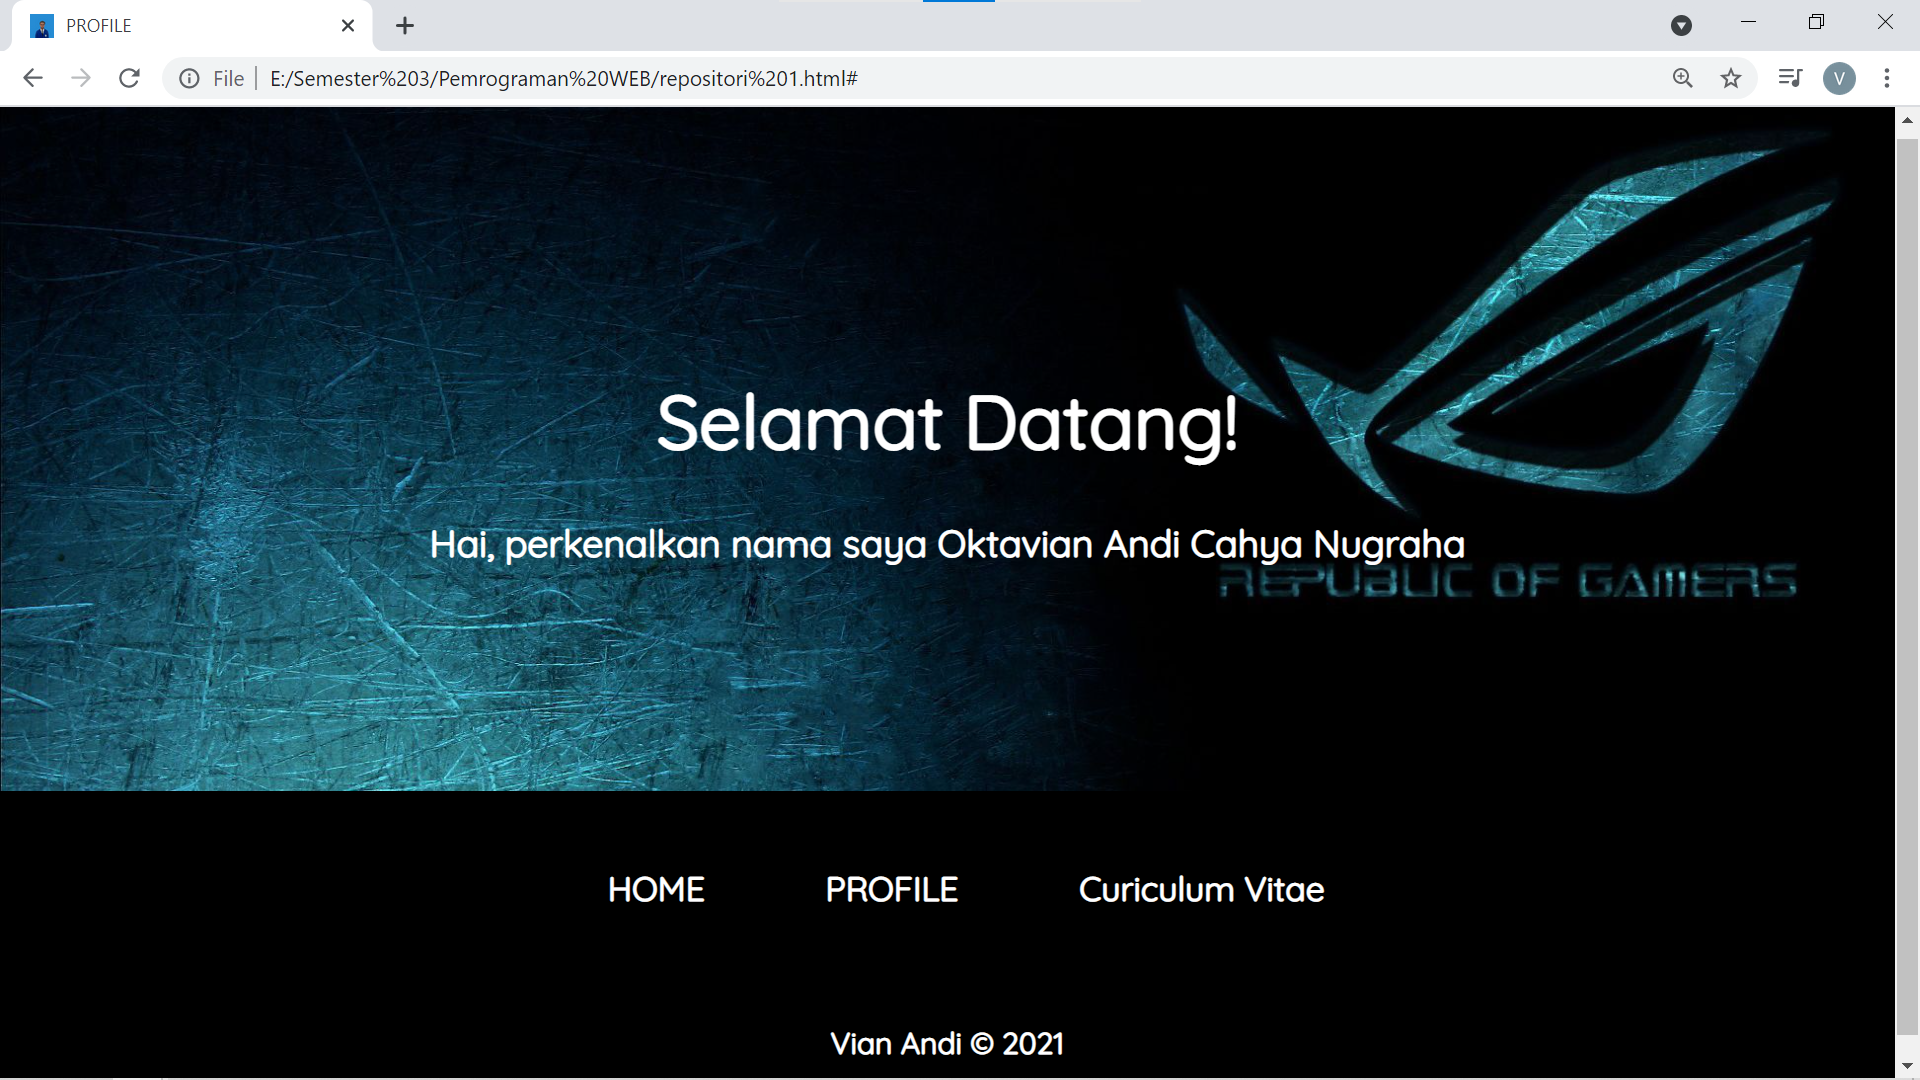 PROFILE
File E:/Semester%203/Pemrograman%20WEB/repositori%201.html#
V
Selamat Datang!
Hai, perkenalkan nama saya Oktavian Andi Cahya Nugraha
REPUBLIC OF GAMERS
HOME PROFILE Curiculum Vitae
Vian Andi © 2021